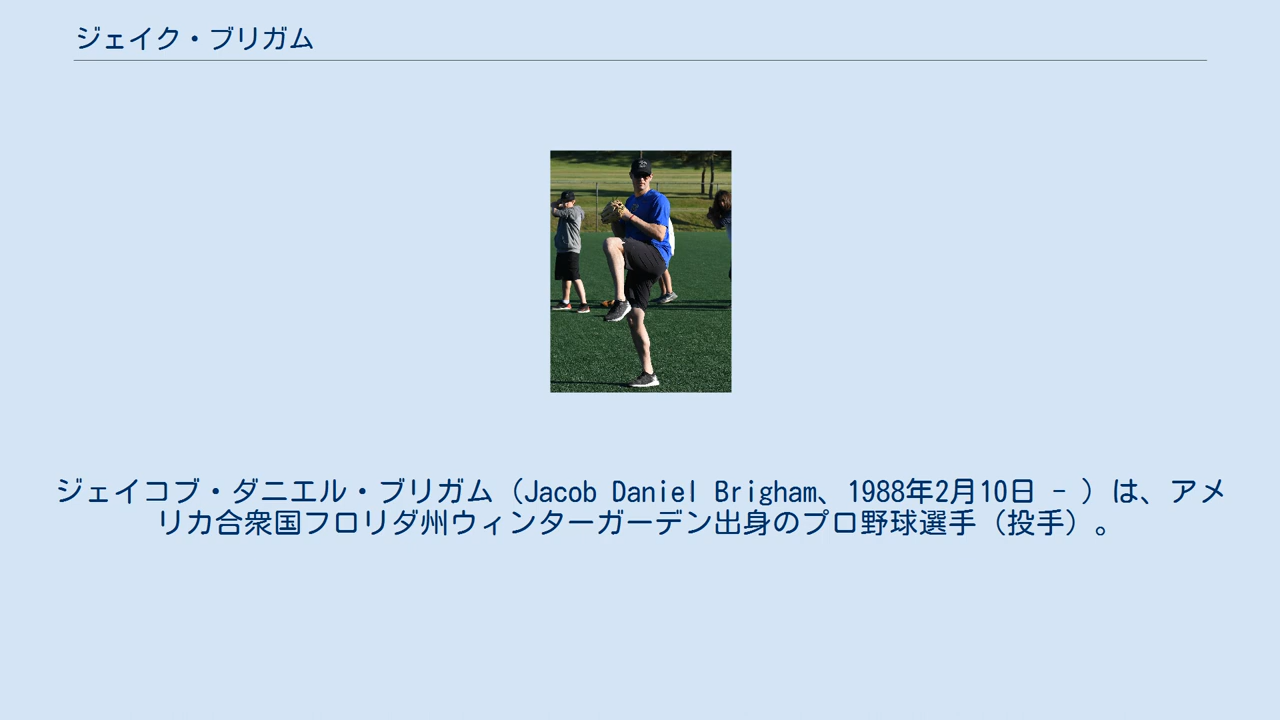 ジェイク・ブリガム
ジェイコブ・ダニエル・ブリガム（Jacob Daniel Brigham、1988年2月10日 - ）は、アメ
リカ合衆国フロリダ州ウィンターガーデン出身のプロ野球選手（投手）。